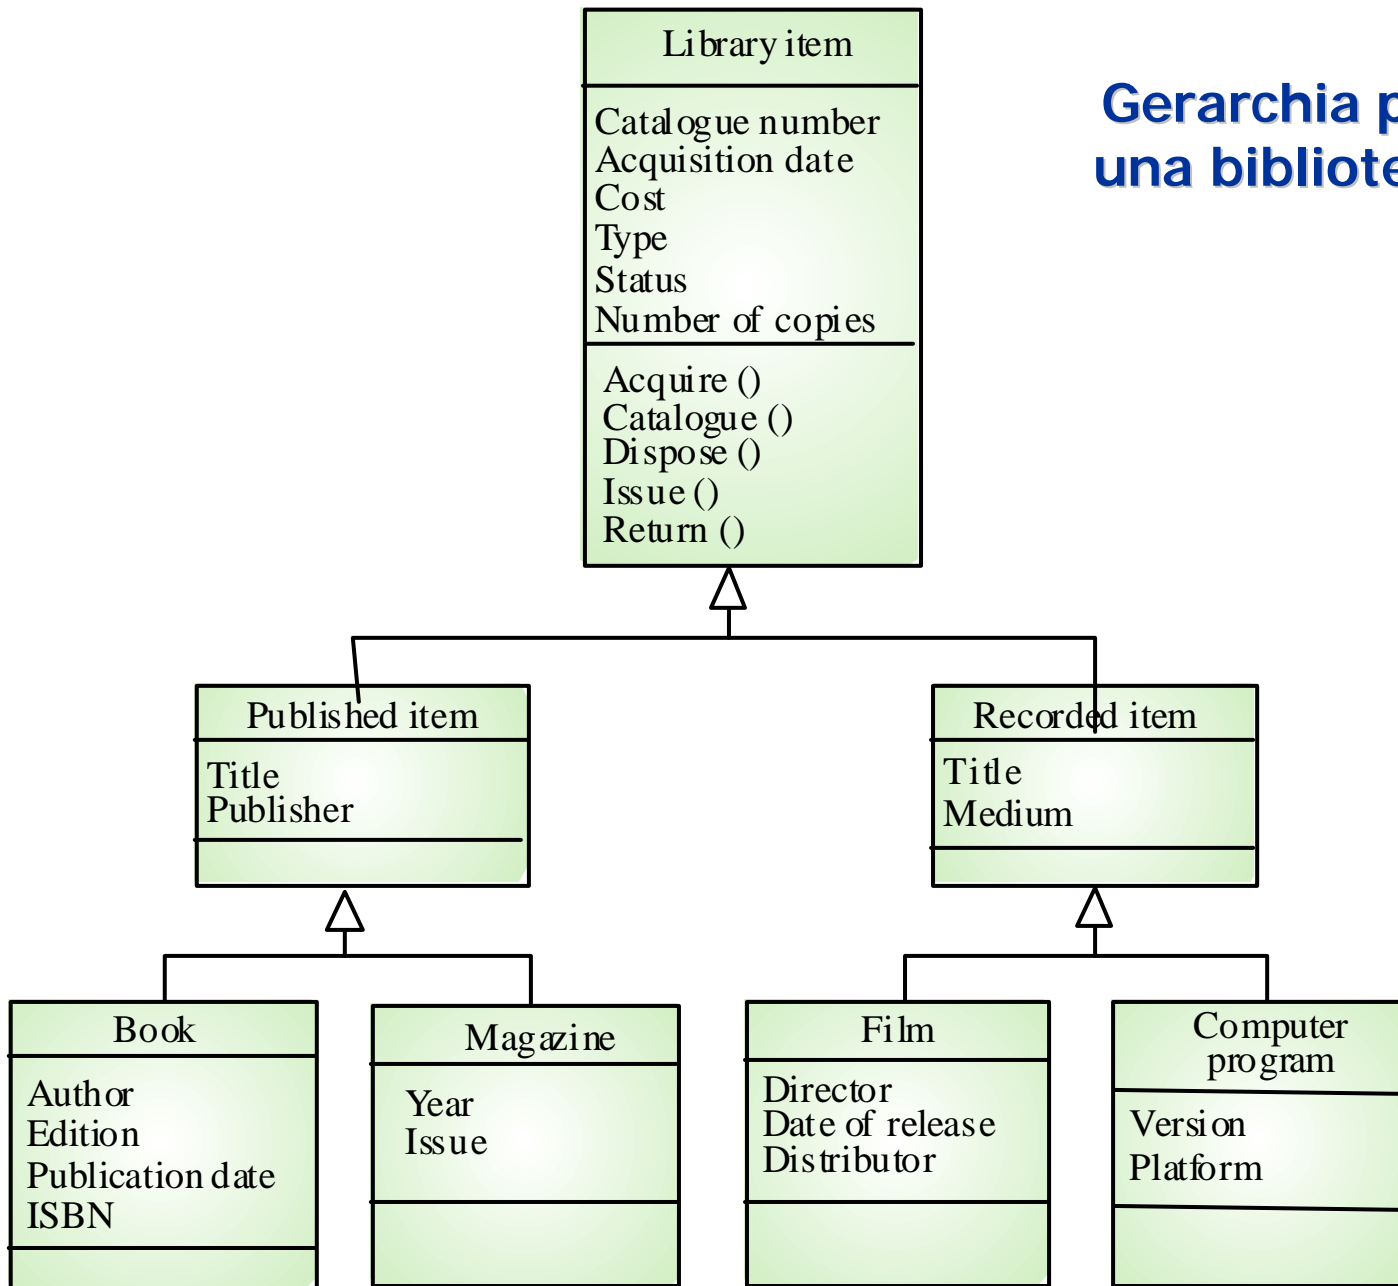 Library item
Catalogue number
Acquisition date
Cost
Type
Status
Number of copies
Acquire ()
Catalogue ()
Dispose ()
Issue ()
Return ()
Gerarchia p
una bibliote
Published item
Title
Publisher
Recorded item
Title
Medium
Book
Author
Edition
Publication date
ISBN
Magazine
Year
Issue
Film
Director
Date of release
Distributor
Computer
program
Version
Platform